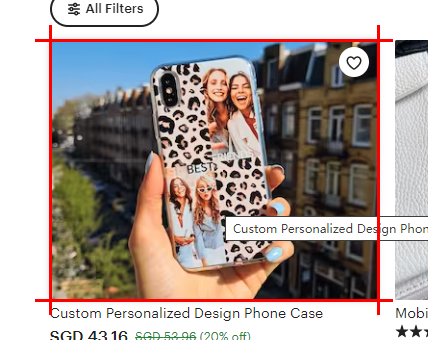 All Filters
BEST
Custom Personalized Design Phon
Custom Personalized Design Phone Case
Mobi
SGD 43.16 SGD 53.96 (20% off)